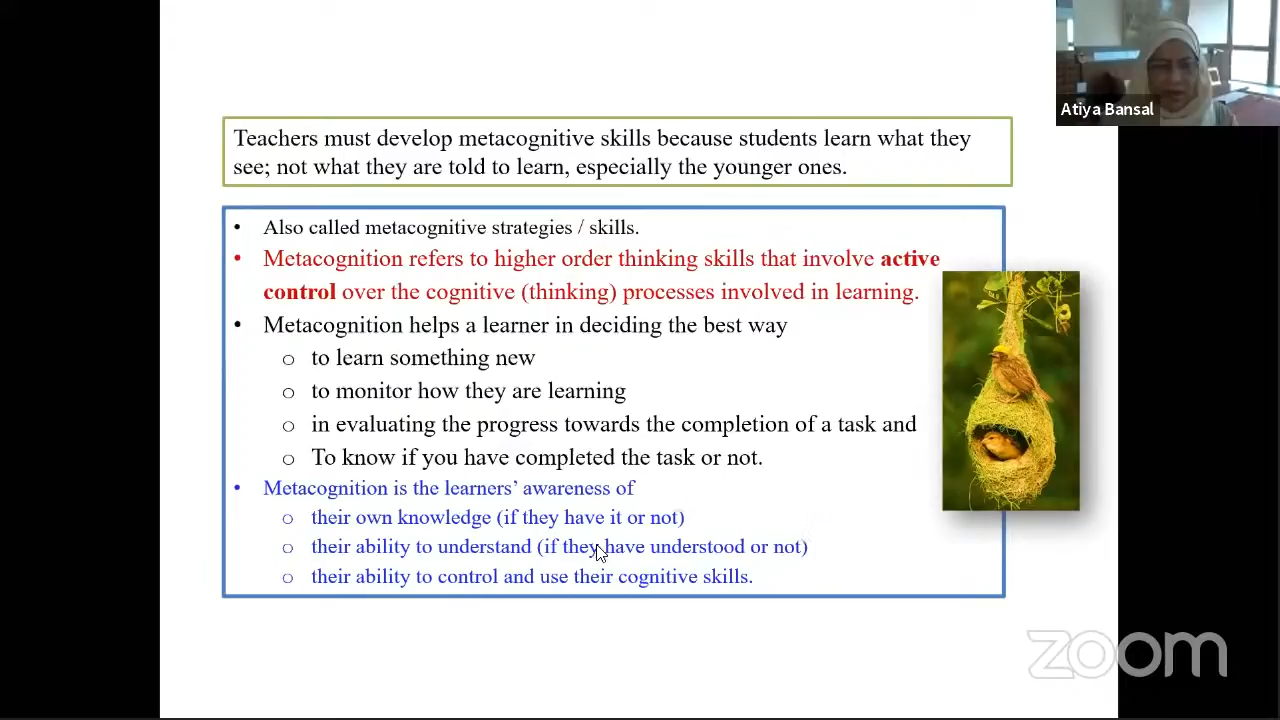 Atiya Bansal
Teachers must develop metacognitive skills because students learn what they
see; not what they are told to learn, especially the younger ones.
• Also called metacognitive strategies / skills.
• Metacognition refers to higher order thinking skills that involve active
control over the cognitive (thinking) processes involved in learning.
• Metacognition helps a learner in deciding the best way
o to learn something new
o to monitor how they are learning
o in evaluating the progress towards the completion of a task and
o To know if you have completed the task or not.
• Metacognition is the learners’ awareness of
o their own knowledge (if they have it or not)
o their ability to understand (if they have understood or not)
o their ability to control and use their cognitive skills.
zoom